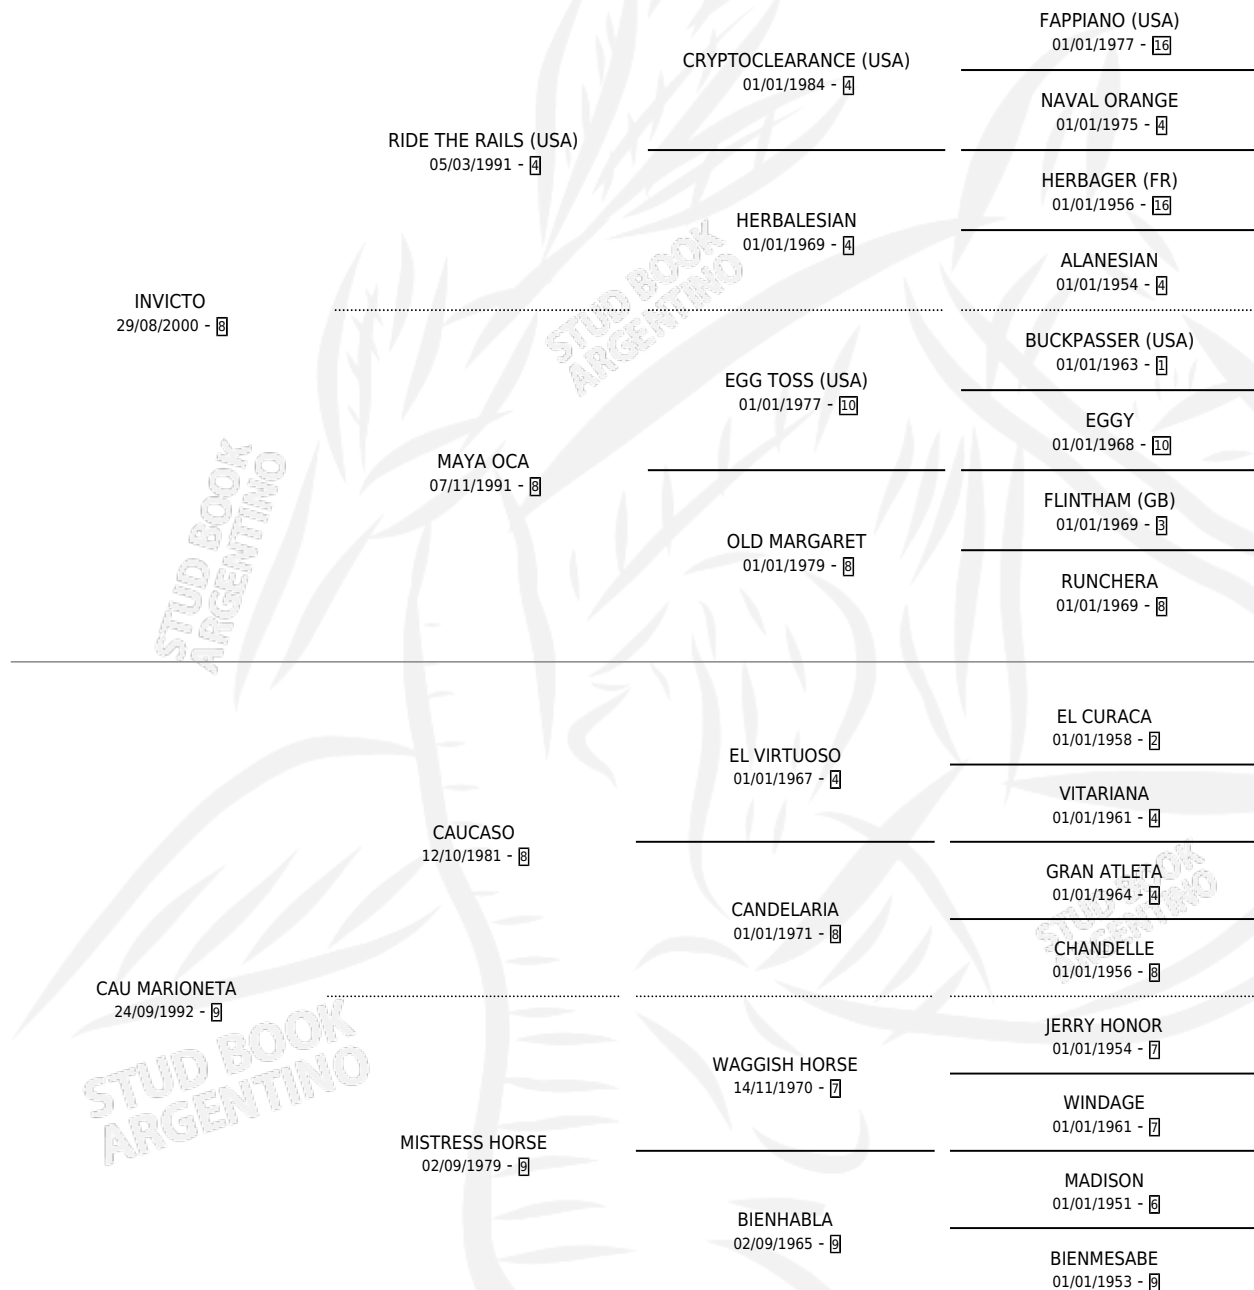 FAPPIANO (USA)
01/01/1977 - 16
CRYPTOCLEARANCE (USA)
01/01/1984 - 4
NAVAL ORANGE
01/01/1975 - 4
RIDE THE RAILS (USA)
05/03/1991 - 4
HERBAGER (FR)
01/01/1956 - 16
HERBALESIAN
01/01/1969 - 4
ALANESIAN
01/01/1954 - 4
INVICTO
29/08/2000 - 8
BUCKPASSER (USA)
01/01/1963 - 1
EGG TOSS (USA)
01/01/1977 - 10
EGGY
01/01/1968 - 10
MAYA OCA
07/11/1991 - 8
FLINTHAM (GB)
01/01/1969 - 3
OLD MARGARET
01/01/1979 - 8
RUNCHERA
01/01/1969 - 8
EL CURACA
01/01/1958 - 2
EL VIRTUOSO
01/01/1967 - 4
VITARIANA
01/01/1961 - 4
CAUCASO
12/10/1981 - 8
GRAN ATLETA
01/01/1964 - 4
CANDELARIA
01/01/1971 - 8
CHANDELLE
01/01/1956 - 8
CAU MARIONETA
24/09/1992 - 9
JERRY HONOR
01/01/1954 - 7
WAGGISH HORSE
14/11/1970 - 7
WINDAGE
01/01/1961 - 7
MISTRESS HORSE
02/09/1979 - 9
MADISON
01/01/1951 - 6
BIENHABLA
02/09/1965 - 9
BIENMESABE
01/01/1953 - 9
STUD BOOK
ARGENTINO
STUD BOOK
ARGENTINO
STUD BOOK
ARGENTINO
STUD BOOK
ARGENTINO